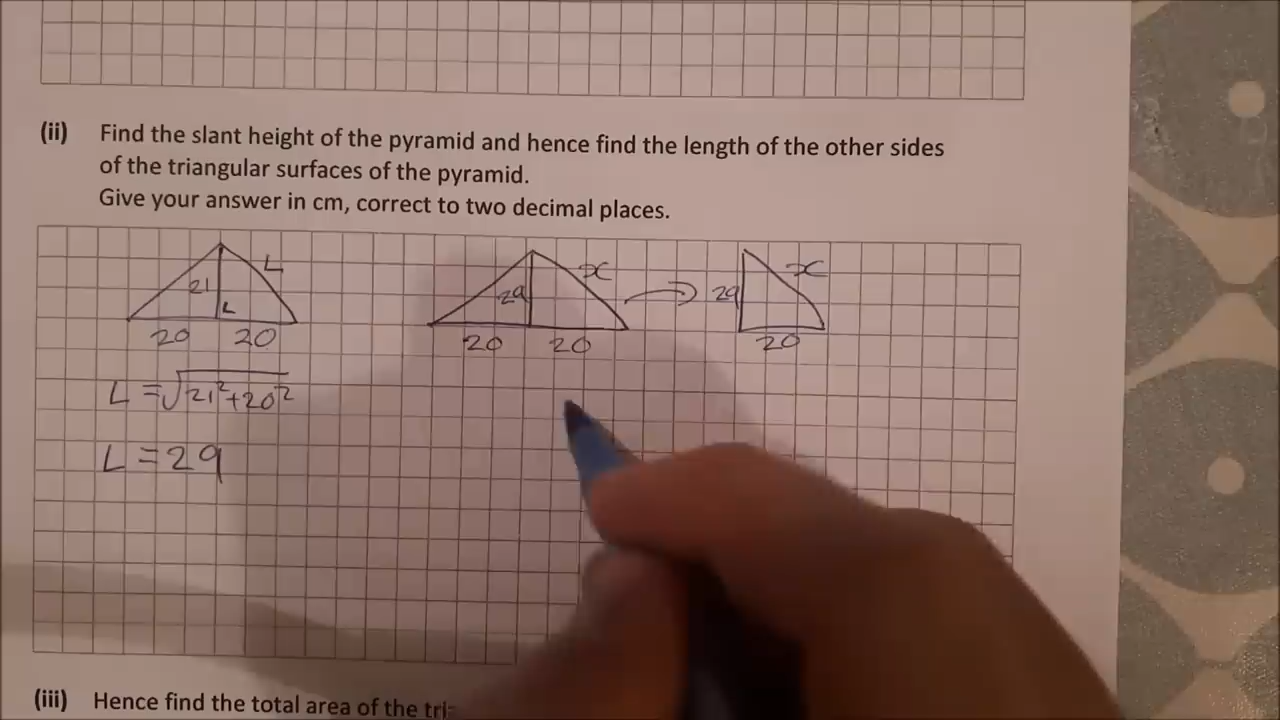 (ii) Find the slant height of the pyramid and hence find the length of the other sides
of the triangular surfaces of the pyramid.
Give your answer in cm, correct to two decimal places.
21 L
20 20
29 x
20 20
29 x
20
L = √21²+20²
L = 29
(iii) Hence find the total area of the tri